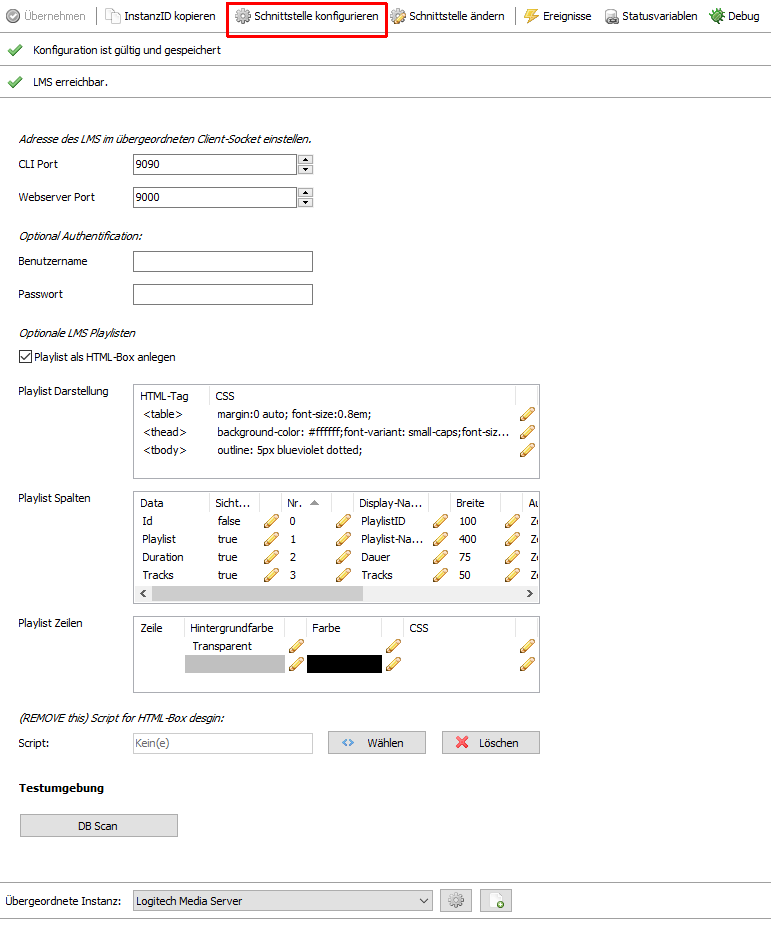 Übernehmen InstanzID kopieren Schnittstelle konfigurieren Schnittstelle ändern Ereignisse Statusvariablen Debug
Konfiguration ist gültig und gespeichert
LMS erreichbar.
Adresse des LMS im übergeordneten Client-Socket einstellen.
CLI Port 9090
Webserver Port 9000
Optional Authentification:
Benutzername
Passwort
Optionale LMS Playlisten
Playlist als HTML-Box anlegen
Playlist Darstellung
HTML-Tag CSS
<table> margin:0 auto; font-size:0.8em;
<thead> background-color: #ffffff;font-variant: small-caps;font-siz...
<tbody> outline: 5px blueviolet dotted;
Playlist Spalten
Data Sicht... Nr. Display-Na... Breite Au
Id false 0 PlaylistID 100 Ze
Playlist true 1 Playlist-Na... 400 Ze
Duration true 2 Dauer 75 Ze
Tracks true 3 Tracks 50 Ze
Playlist Zeilen
Zeile Hintergrundfarbe Farbe CSS
Transparent
(REMOVE this) Script for HTML-Box desgin:
Script: Kein(e) <> Wählen Löschen
Testumgebung
DB Scan
Übergeordnete Instanz: Logitech Media Server